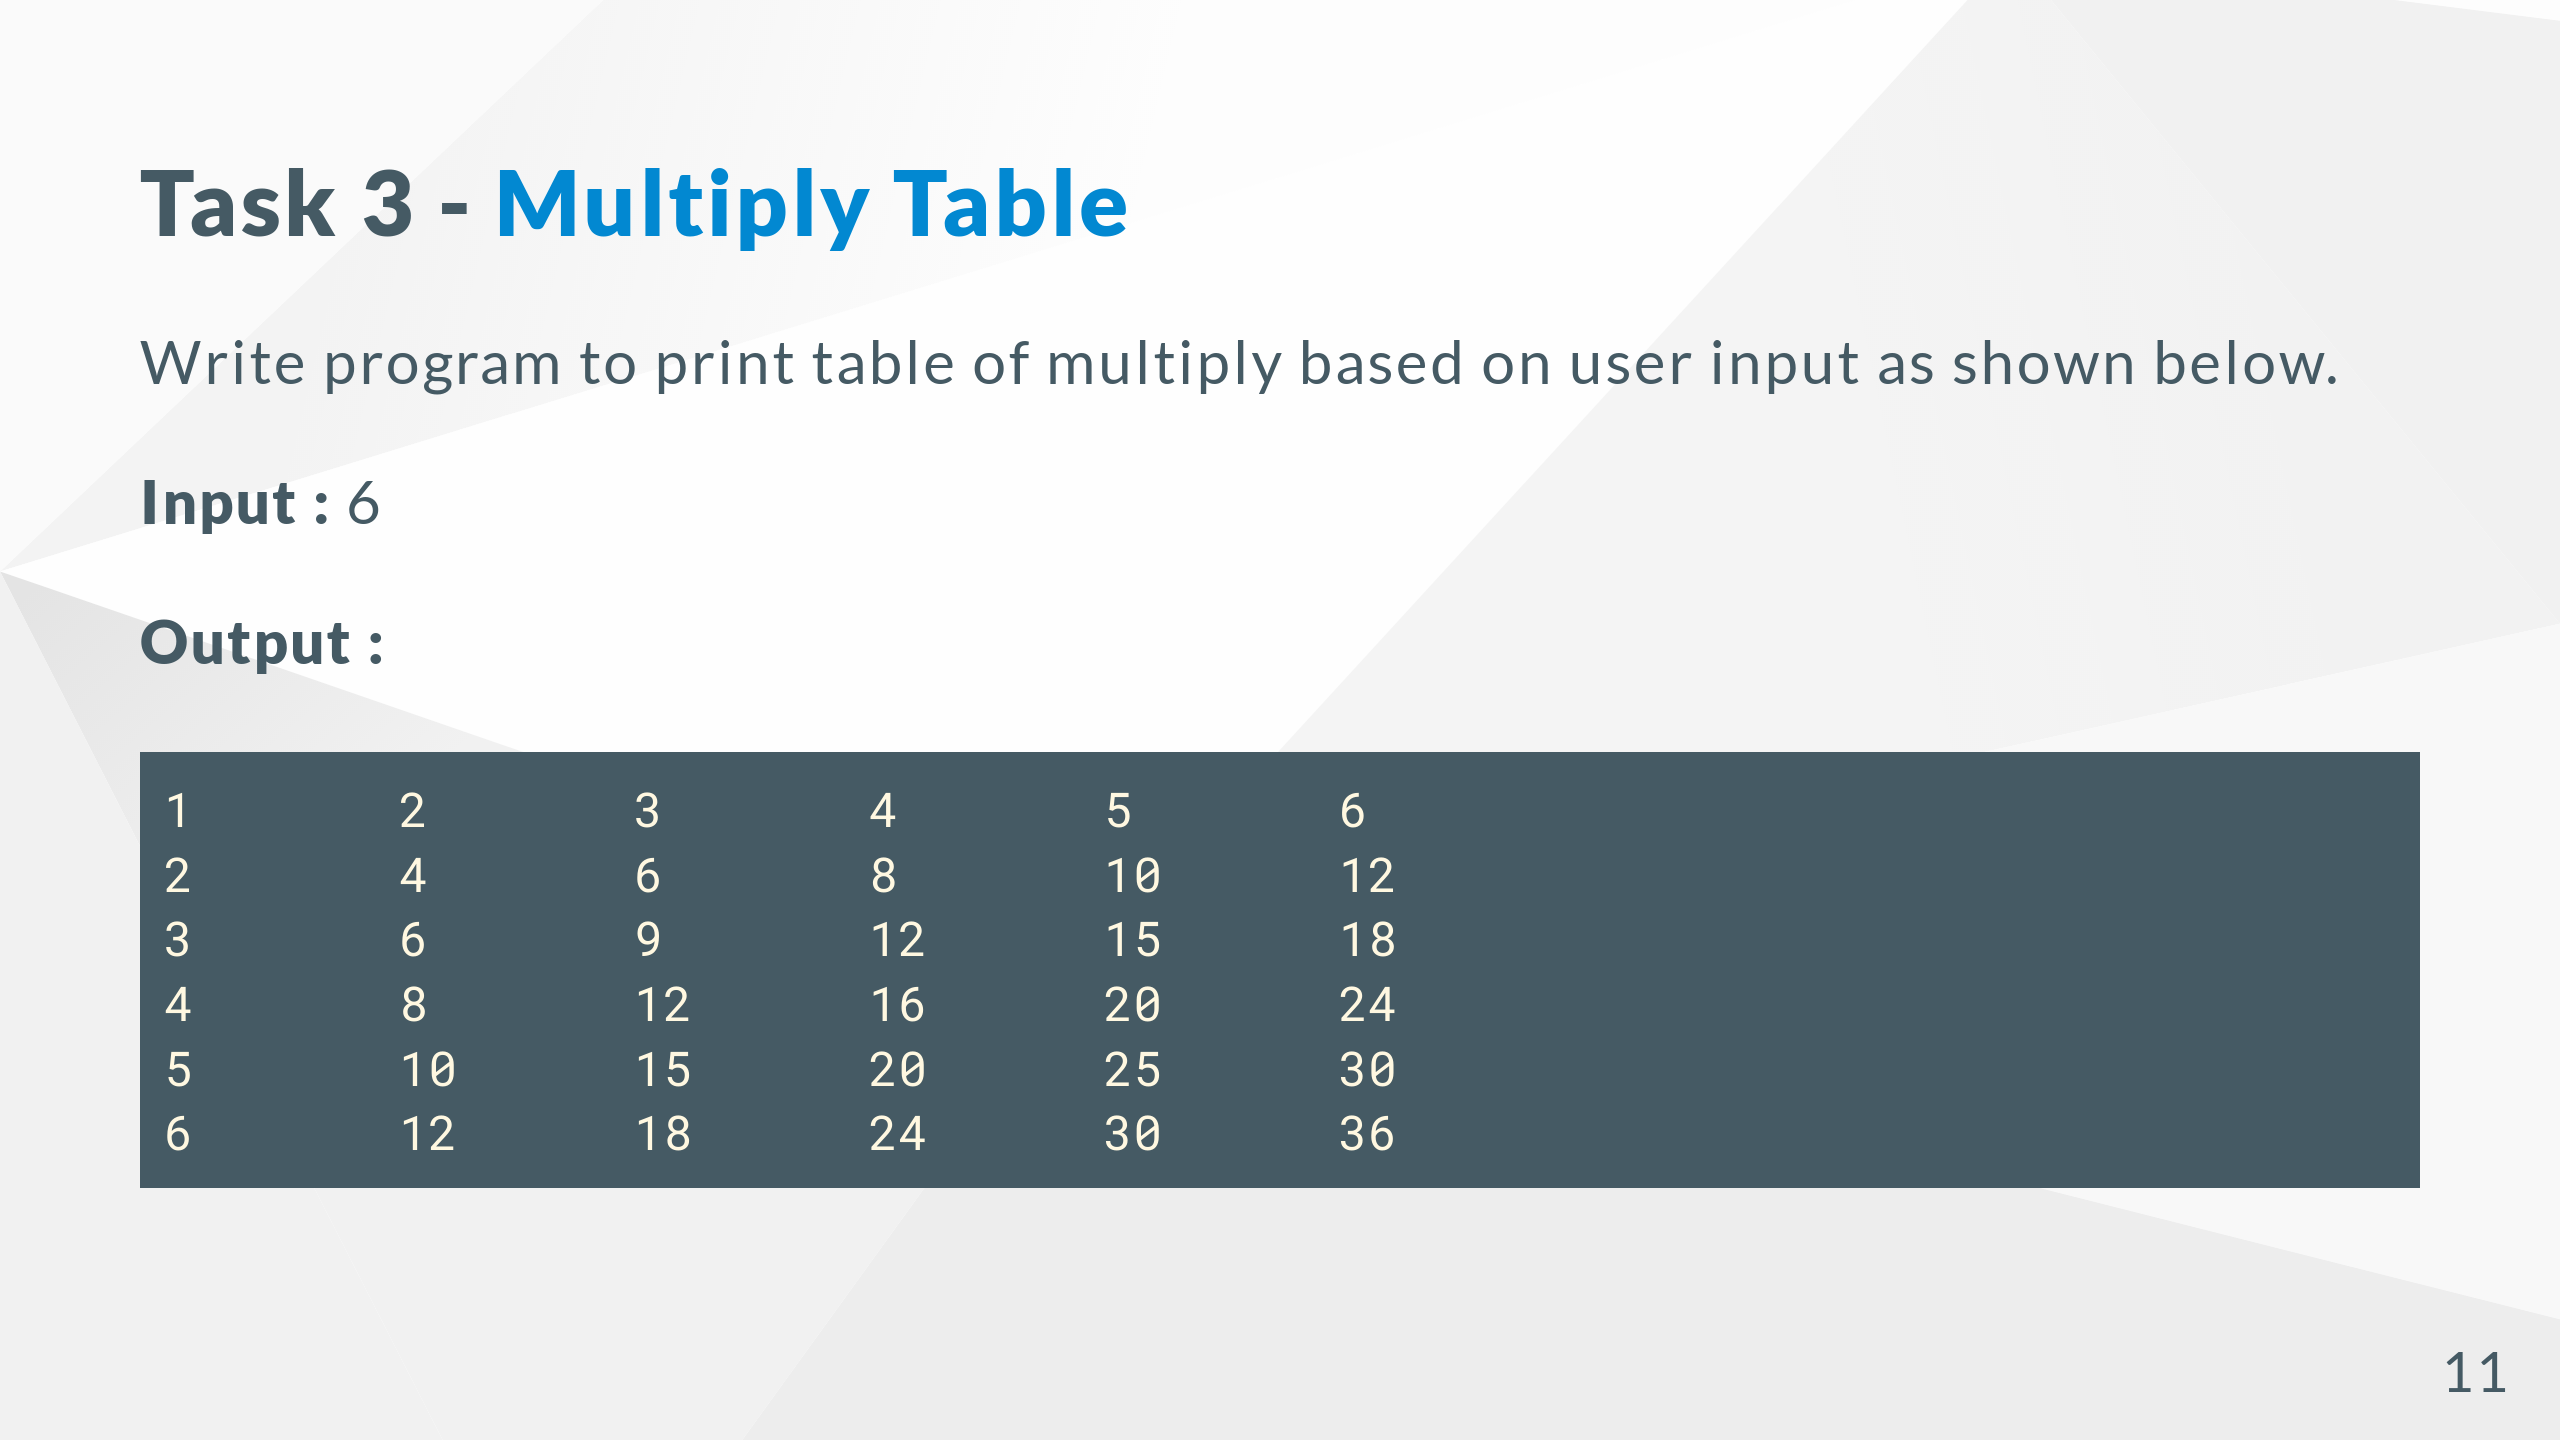 Task 3 - Multiply Table
Write program to print table of multiply based on user input as shown below.
Input : 6
Output :
1 2 3 4 5 6
2 4 6 8 10 12
3 6 9 12 15 18
4 8 12 16 20 24
5 10 15 20 25 30
6 12 18 24 30 36
11